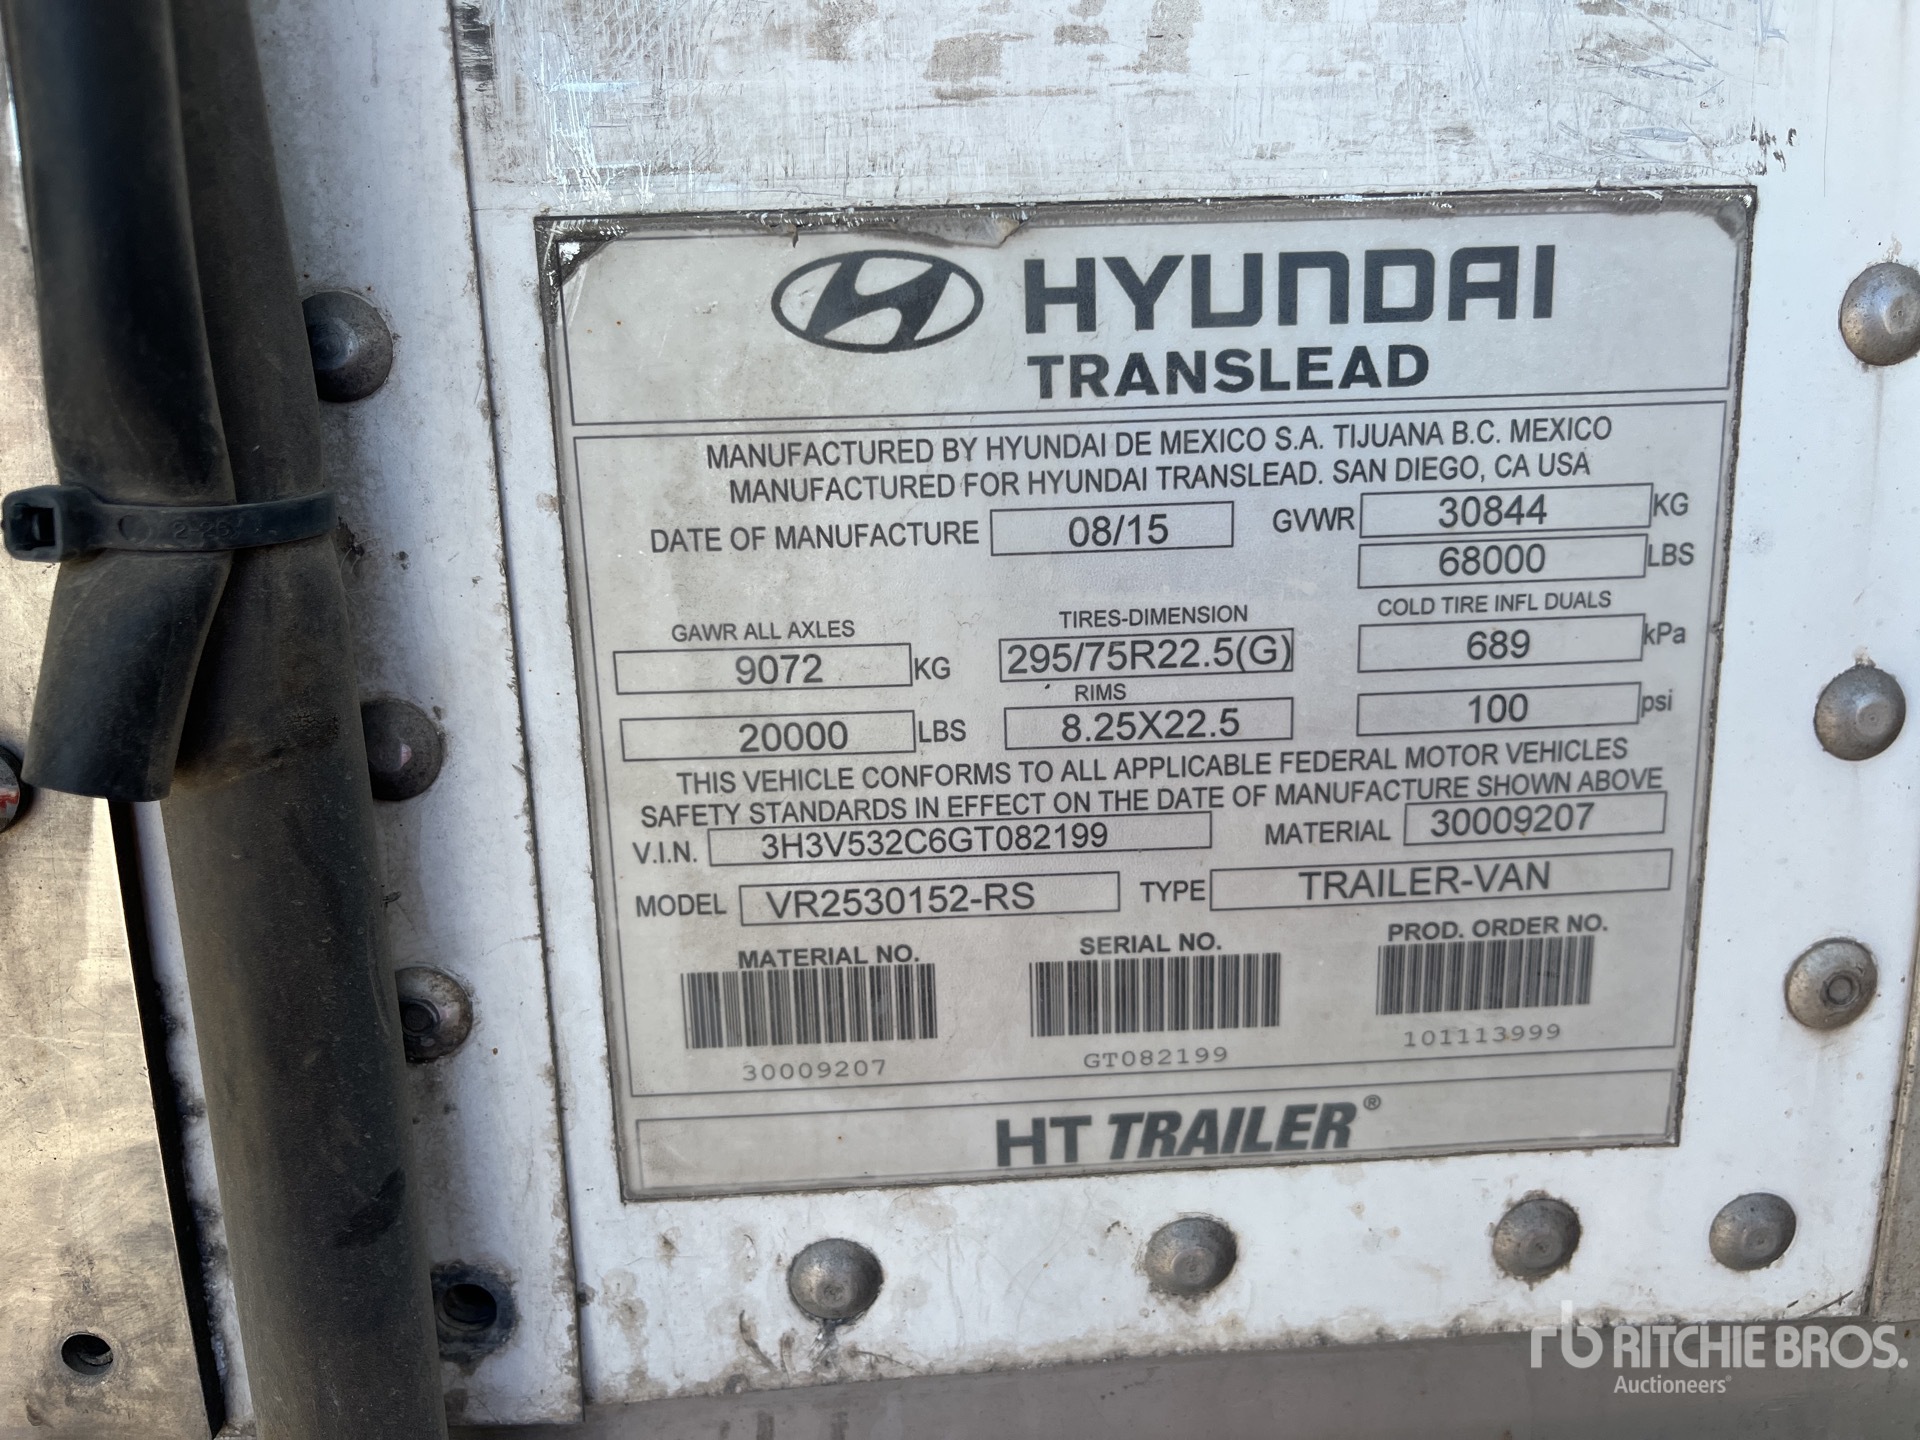 HYUNDAI
TRANSLEAD
MANUFACTURED BY HYUNDAI DE MEXICO S.A. TIJUANA B.C. MEXICO
MANUFACTURED FOR HYUNDAI TRANSLEAD. SAN DIEGO, CA USA
DATE OF MANUFACTURE 08/15 GVWR 30844 KG
68000 LBS
GAWR ALL AXLES TIRES-DIMENSION COLD TIRE INFL DUALS
9072 KG 295/75R22.5(G) 689 kPa
RIMS
20000 LBS 8.25X22.5 100 psi
THIS VEHICLE CONFORMS TO ALL APPLICABLE FEDERAL MOTOR VEHICLES
SAFETY STANDARDS IN EFFECT ON THE DATE OF MANUFACTURE SHOWN ABOVE
V.I.N. 3H3V532C6GT082199 MATERIAL 30009207
MODEL VR2530152-RS TYPE TRAILER-VAN
MATERIAL NO. SERIAL NO. PROD. ORDER NO.
30009207 GT082199 101113999
HT TRAILER®
rb RITCHIE BROS.
Auctioneers